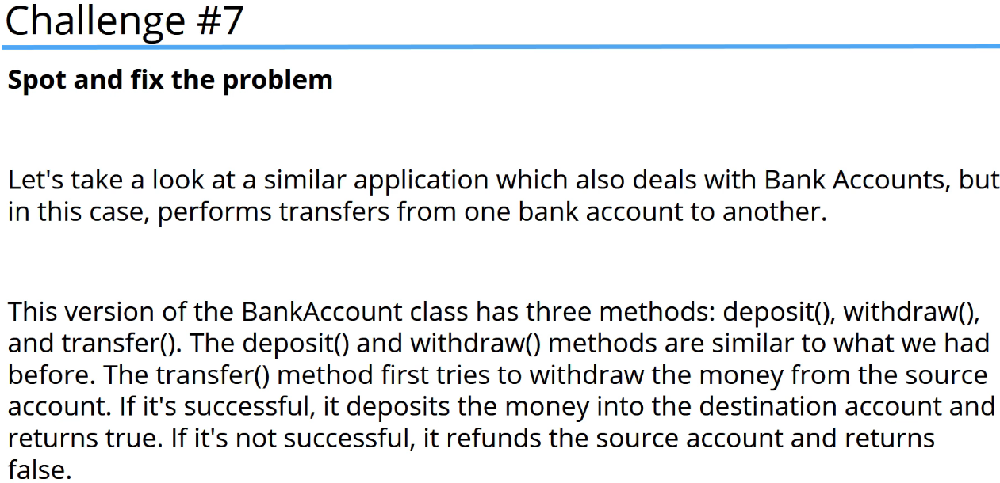 Challenge #7
Spot and fix the problem
Let's take a look at a similar application which also deals with Bank Accounts, but
in this case, performs transfers from one bank account to another.
This version of the BankAccount class has three methods: deposit(), withdraw(),
and transfer(). The deposit() and withdraw() methods are similar to what we had
before. The transfer() method first tries to withdraw the money from the source
account. If it's successful, it deposits the money into the destination account and
returns true. If it's not successful, it refunds the source account and returns
false.